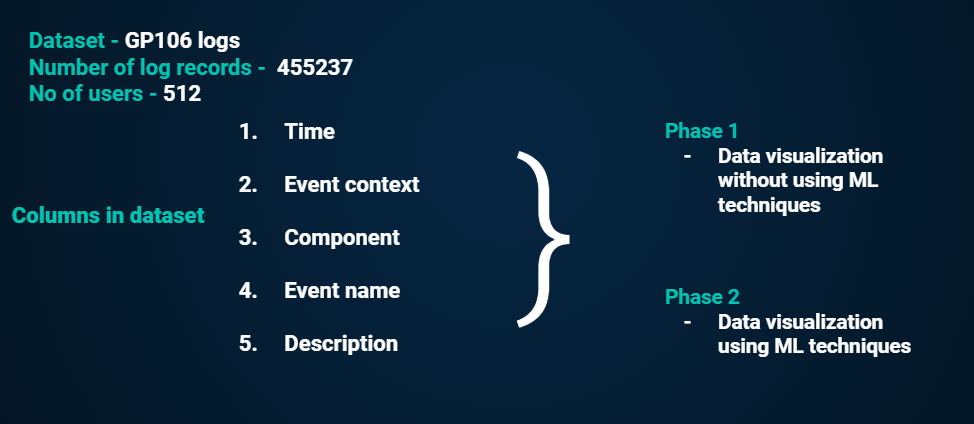 Dataset - GP106 logs
Number of log records -  455237
No of users - 512
Columns in dataset
1. Time
2. Event context
3. Component
4. Event name
5. Description
Phase 1
- Data visualization
without using ML
techniques
Phase 2
- Data visualization
using ML techniques